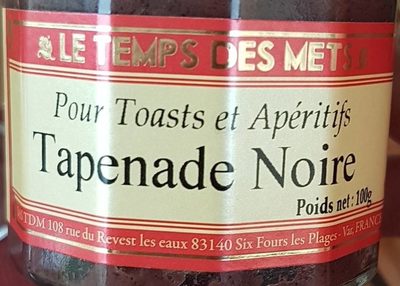 LE TEMPS DES METS
Pour Toasts et Apéritifs
Tapenade Noire
Poids net : 100g
TDM 108 rue du Revest les eaux 83140 Six Fours les Plages - Var, FRANCE